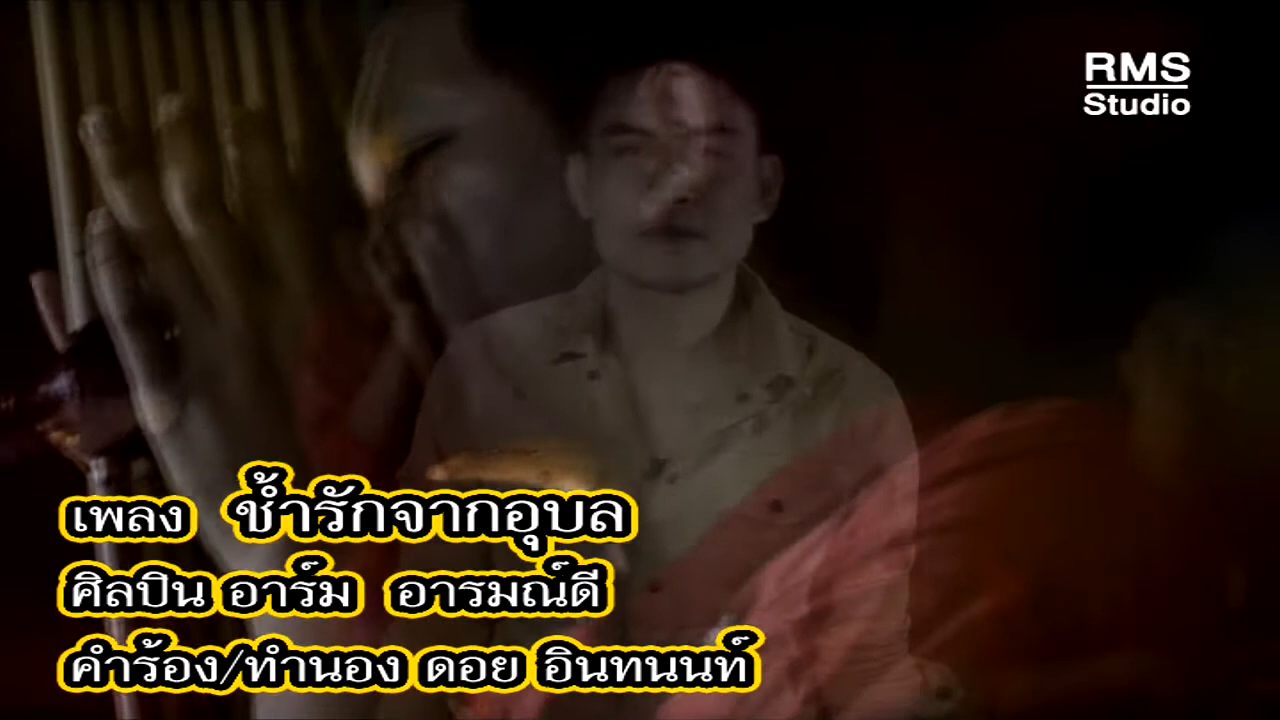 RMS
Studio
เพลง ช้ำรักจากอุบล
ศิลปิน อาร์ม อารมณ์ดี
คำร้อง/ทำนอง ดอย อินทนนท์